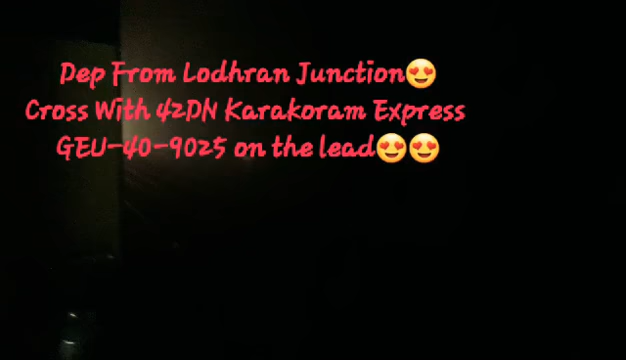 Dep From Lodhran Junction😍
Cross With 42DN Karakoram Express
GEU-40-9025 on the lead😍😍